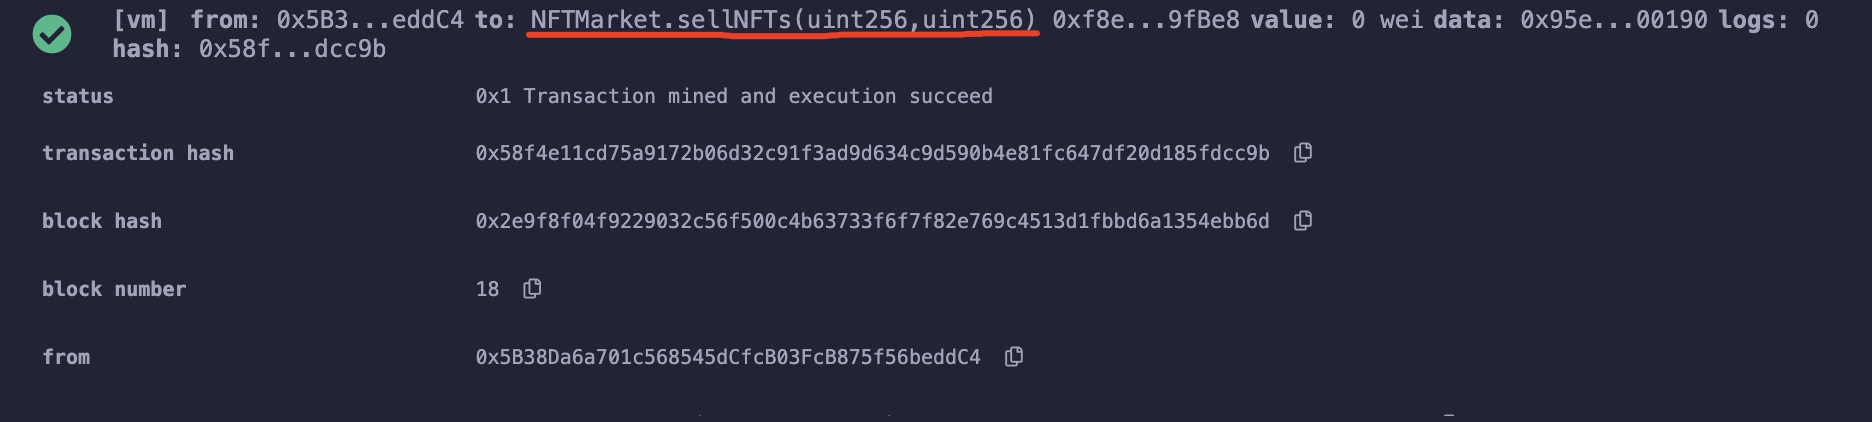 [vm] from: 0x5B3...eddC4 to: NFTMarket.sellNFTs(uint256,uint256) 0xf8e...9fBe8 value: 0 wei data: 0x95e...00190 logs: 0
hash: 0x58f...dcc9b
status 0x1 Transaction mined and execution succeed
transaction hash 0x58f4e11cd75a9172b06d32c91f3ad9d634c9d590b4e81fc647df20d185fdcc9b
block hash 0x2e9f8f04f9229032c56f500c4b63733f6f7f82e769c4513d1fbbd6a1354ebb6d
block number 18
from 0x5B38Da6a701c568545dCfcB03FcB875f56beddC4